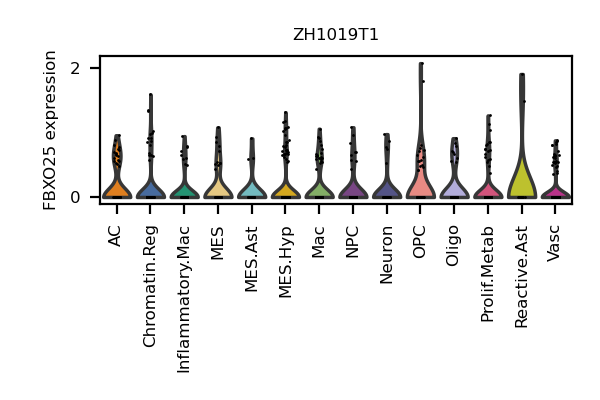 ZH1019T1
FBXO25 expression
2
0
AC
Chromatin.Reg
Inflammatory.Mac
MES
MES.Ast
MES.Hyp
Mac
NPC
Neuron
OPC
Oligo
Prolif.Metab
Reactive.Ast
Vasc